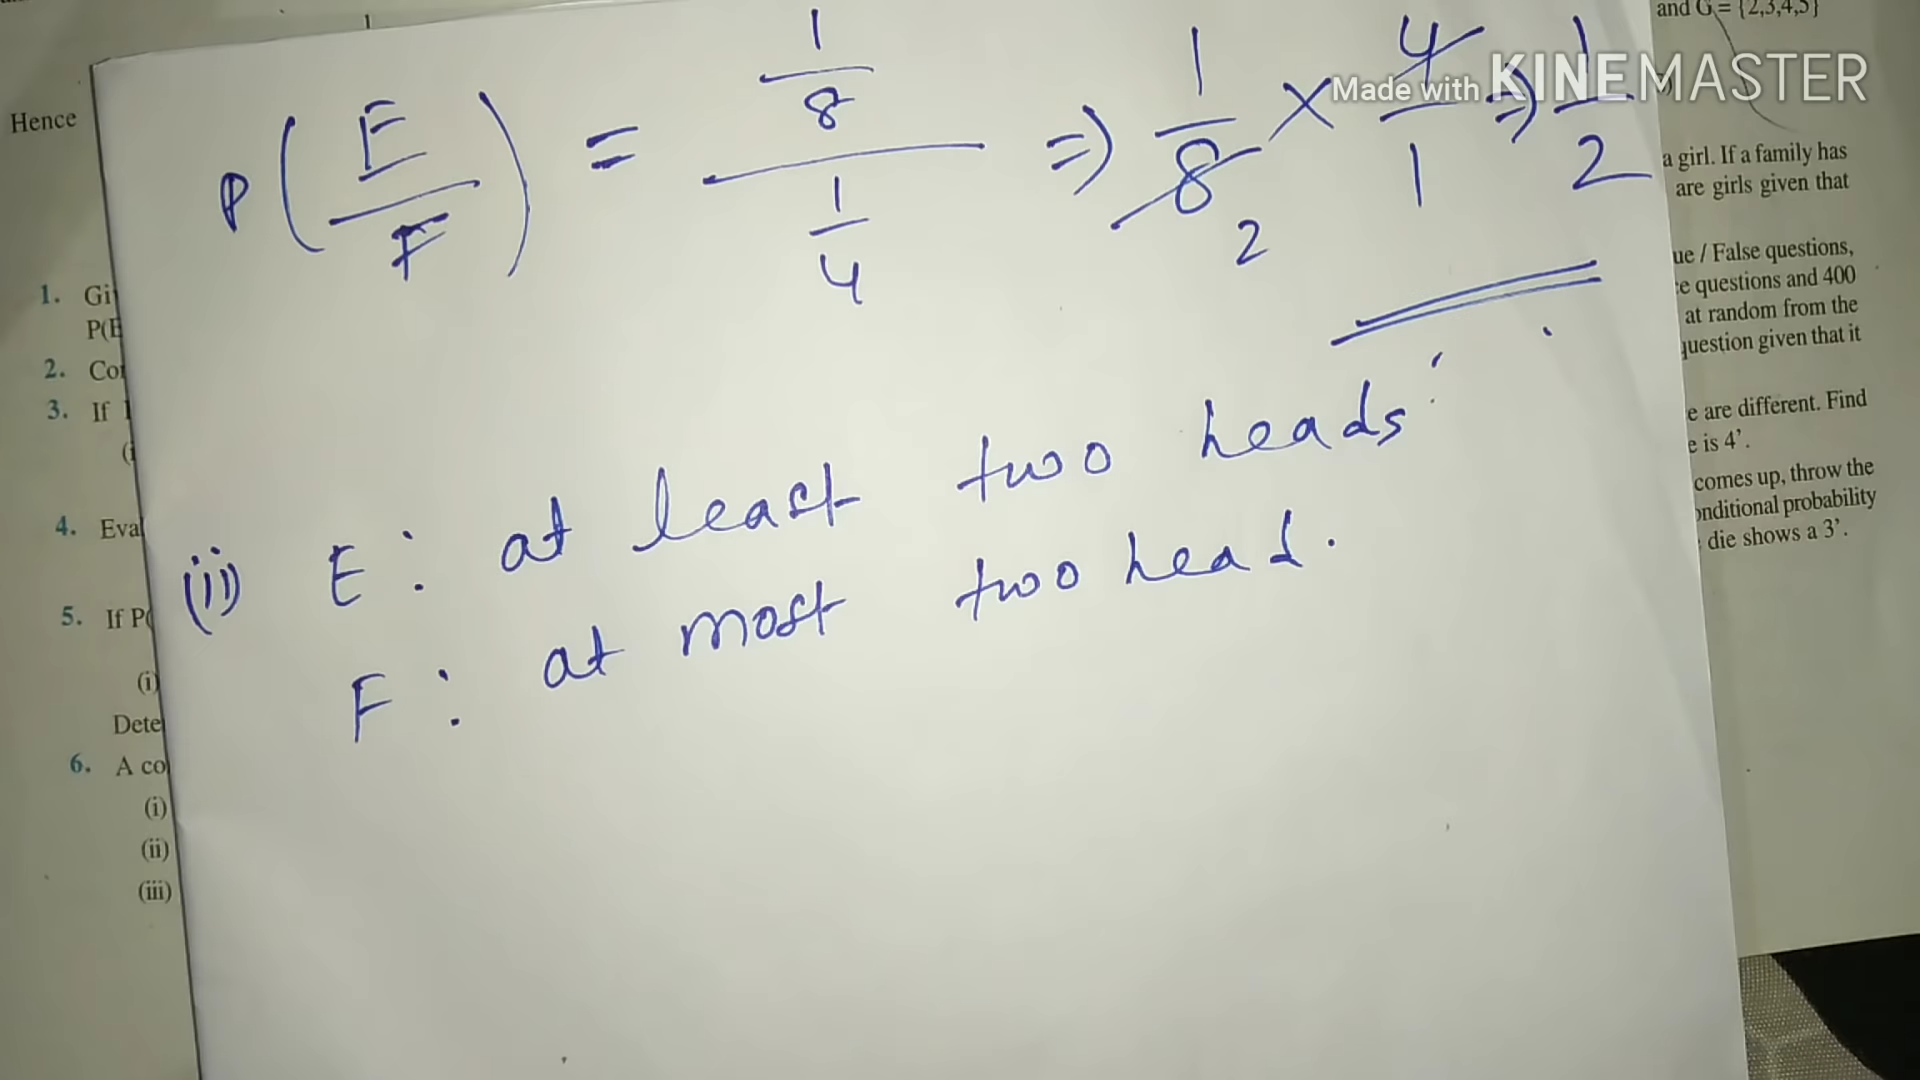 and G = {2,3,4,5}
Made with KINEMASTER
Hence
P(E/F) = 1/8 / 1/4 ⇒ 1/8 2 × 4/1 ⇒ 1/2
a girl. If a family has
are girls given that
ue / False questions,
e questions and 400
at random from the
question given that it
1. Gi
P(E
2. Co
3. If
(i
e are different. Find
e is 4’.
comes up, throw the
onditional probability
die shows a 3’.
4. Eval
(ii) E : at least two heads
F : at most two head.
5. If P(
(i)
Dete
6. A co
(i)
(ii)
(iii)